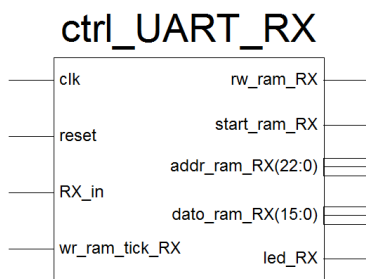 ctrl_UART_RX
clk
rw_ram_RX
reset
start_ram_RX
addr_ram_RX(22:0)
RX_in
dato_ram_RX(15:0)
wr_ram_tick_RX
led_RX